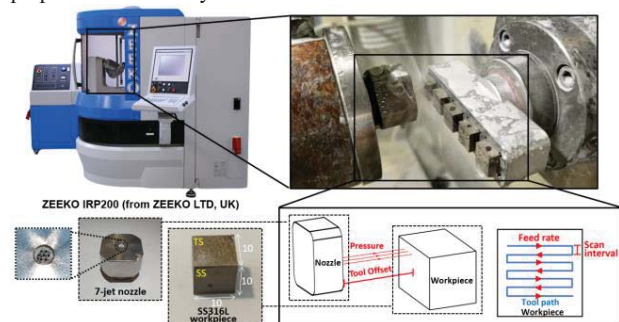 ZEEKO IRP200 (from ZEEKO LTD, UK)
7-jet nozzle
TS
SS
10
10
10
SS316L
workpiece
Nozzle
Pressure
Tool Offset
Workpiece
Feed rate
Scan
interval
Tool path
Workpiece